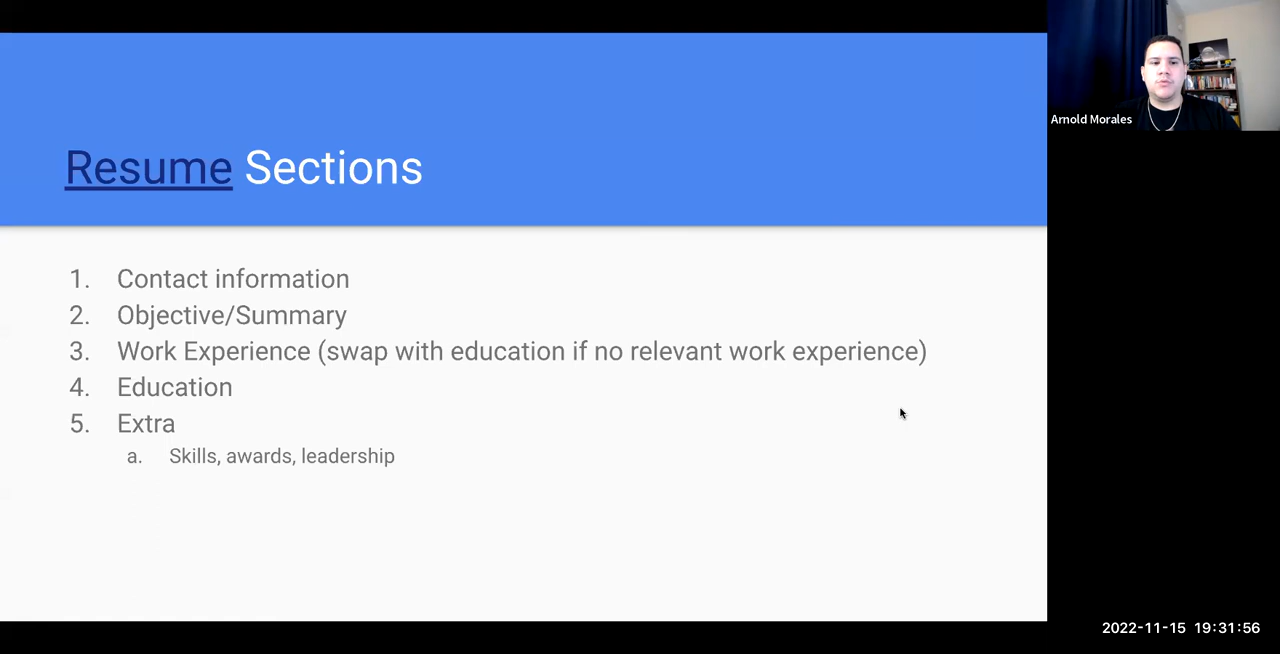 Resume Sections
1. Contact information
2. Objective/Summary
3. Work Experience (swap with education if no relevant work experience)
4. Education
5. Extra
a. Skills, awards, leadership
Arnold Morales
2022-11-15 19:31:56